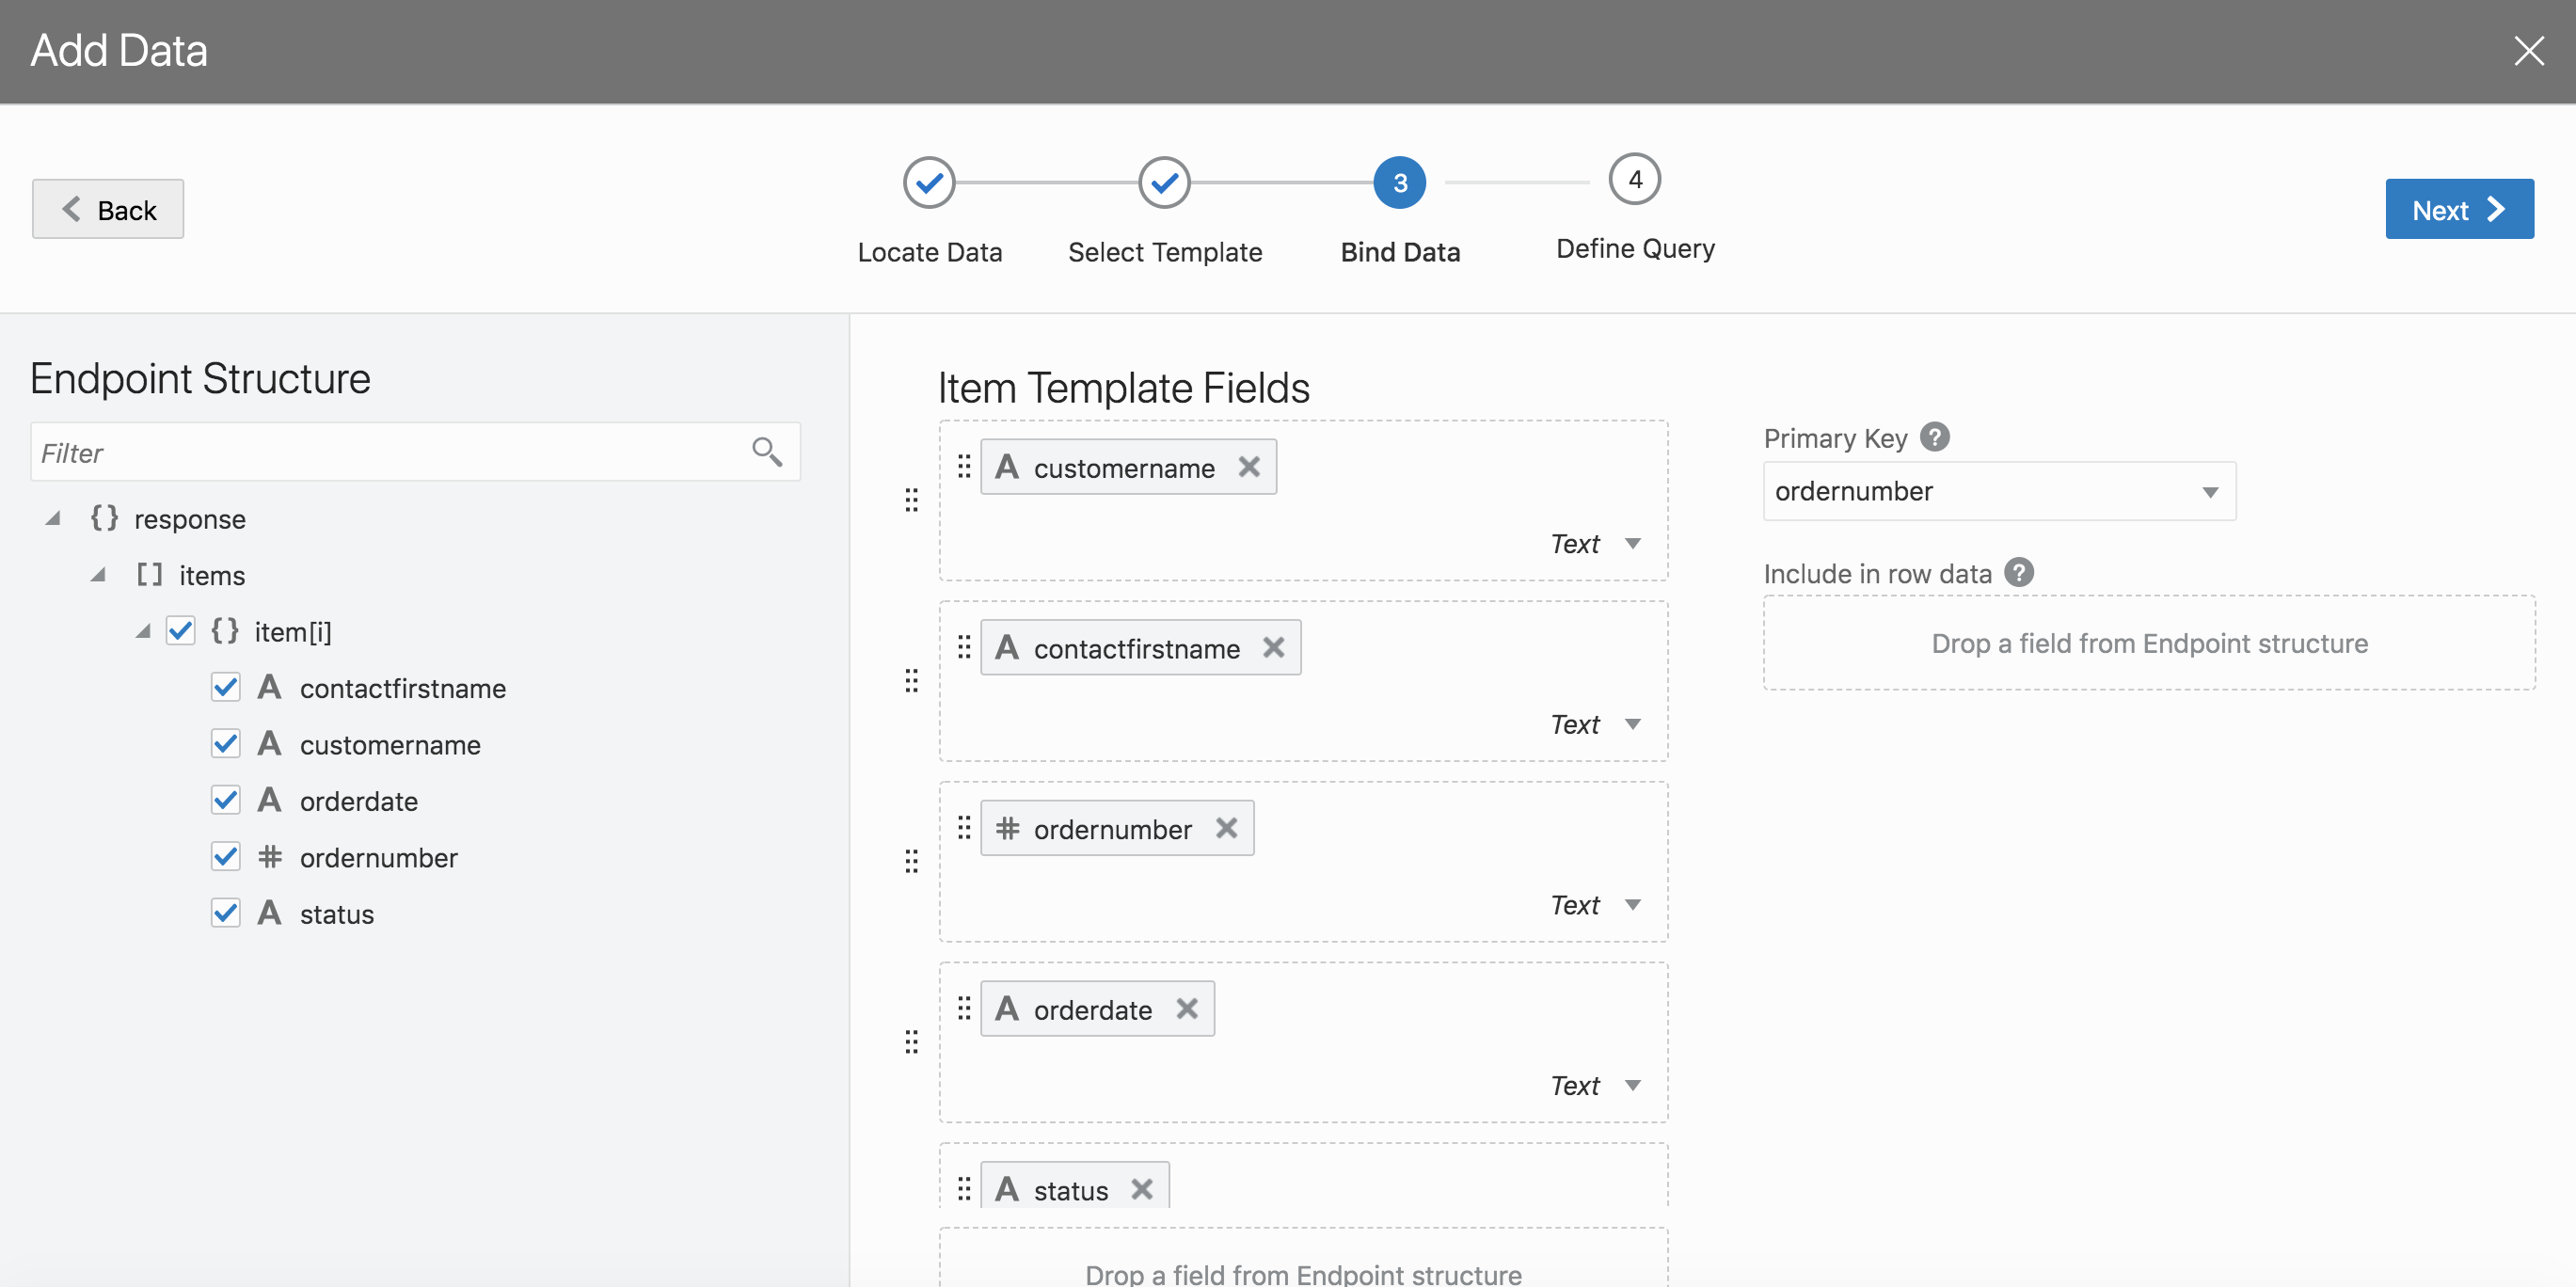 Add Data
Back
3
4
Locate Data
Select Template
Bind Data
Define Query
Next
Endpoint Structure
Filter
{} response
[] items
{} item[i]
A contactfirstname
A customername
A orderdate
# ordernumber
A status
Item Template Fields
A customername
Text
A contactfirstname
Text
# ordernumber
Text
A orderdate
Text
A status
Drop a field from Endpoint structure
Primary Key ?
ordernumber
Include in row data ?
Drop a field from Endpoint structure